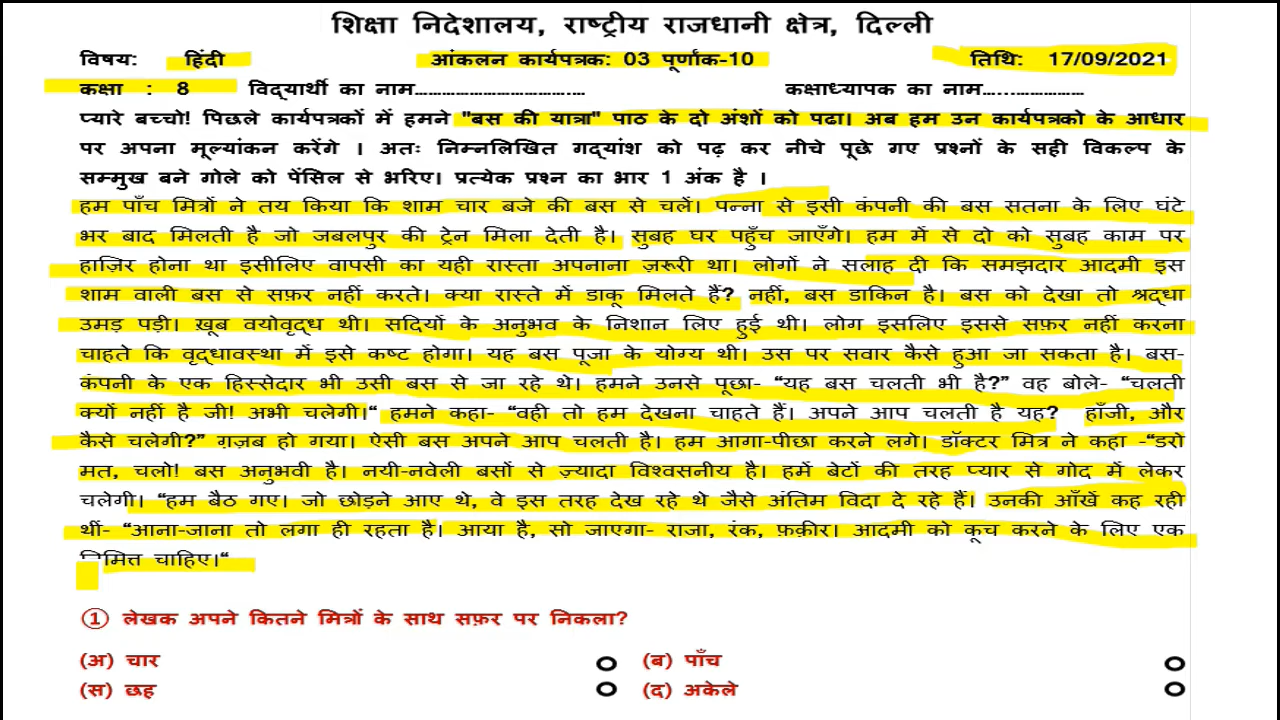 शिक्षा निदेशालय, राष्ट्रीय राजधानी क्षेत्र, दिल्ली
विषय: हिंदी आंकलन कार्यपत्रक: 03 पूर्णांक-10 तिथि: 17/09/2021
कक्षा : 8 विद्यार्थी का नाम................................... कक्षाध्यापक का नाम......................
प्यारे बच्चो! पिछले कार्यपत्रकों में हमने "बस की यात्रा" पाठ के दो अंशों को पढा। अब हम उन कार्यपत्रको के आधार
पर अपना मूल्यांकन करेंगे । अतः निम्नलिखित गद्यांश को पढ़ कर नीचे पूछे गए प्रश्नों के सही विकल्प के
सम्मुख बने गोले को पेंसिल से भरिए। प्रत्येक प्रश्न का भार 1 अंक है ।
हम पाँच मित्रों ने तय किया कि शाम चार बजे की बस से चलें। पन्ना से इसी कंपनी की बस सतना के लिए घंटे
भर बाद मिलती है जो जबलपुर की ट्रेन मिला देती है। सुबह घर पहुँच जाएँगे। हम में से दो को सुबह काम पर
हाज़िर होना था इसीलिए वापसी का यही रास्ता अपनाना ज़रूरी था। लोगों ने सलाह दी कि समझदार आदमी इस
शाम वाली बस से सफ़र नहीं करते। क्या रास्ते में डाकू मिलते हैं? नहीं, बस डाकिन है। बस को देखा तो श्रद्धा
उमड़ पड़ी। ख़ूब वयोवृद्ध थी। सदियों के अनुभव के निशान लिए हुई थी। लोग इसलिए इससे सफ़र नहीं करना
चाहते कि वृद्धावस्था में इसे कष्ट होगा। यह बस पूजा के योग्य थी। उस पर सवार कैसे हुआ जा सकता है। बस-
कंपनी के एक हिस्सेदार भी उसी बस से जा रहे थे। हमने उनसे पूछा- “यह बस चलती भी है?” वह बोले- “चलती
क्यों नहीं है जी! अभी चलेगी।“ हमने कहा- “वही तो हम देखना चाहते हैं। अपने आप चलती है यह? हाँजी, और
कैसे चलेगी?” ग़ज़ब हो गया। ऐसी बस अपने आप चलती है। हम आगा-पीछा करने लगे। डॉक्टर मित्र ने कहा -“डरो
मत, चलो! बस अनुभवी है। नयी-नवेली बसों से ज़्यादा विश्वसनीय है। हमें बेटों की तरह प्यार से गोद में लेकर
चलेगी। “हम बैठ गए। जो छोड़ने आए थे, वे इस तरह देख रहे थे जैसे अंतिम विदा दे रहे हैं। उनकी आँखें कह रही
थीं- “आना-जाना तो लगा ही रहता है। आया है, सो जाएगा- राजा, रंक, फ़क़ीर। आदमी को कूच करने के लिए एक
निमित्त चाहिए।“
① लेखक अपने कितने मित्रों के साथ सफ़र पर निकला?
(अ) चार (ब) पाँच
(स) छह (द) अकेले